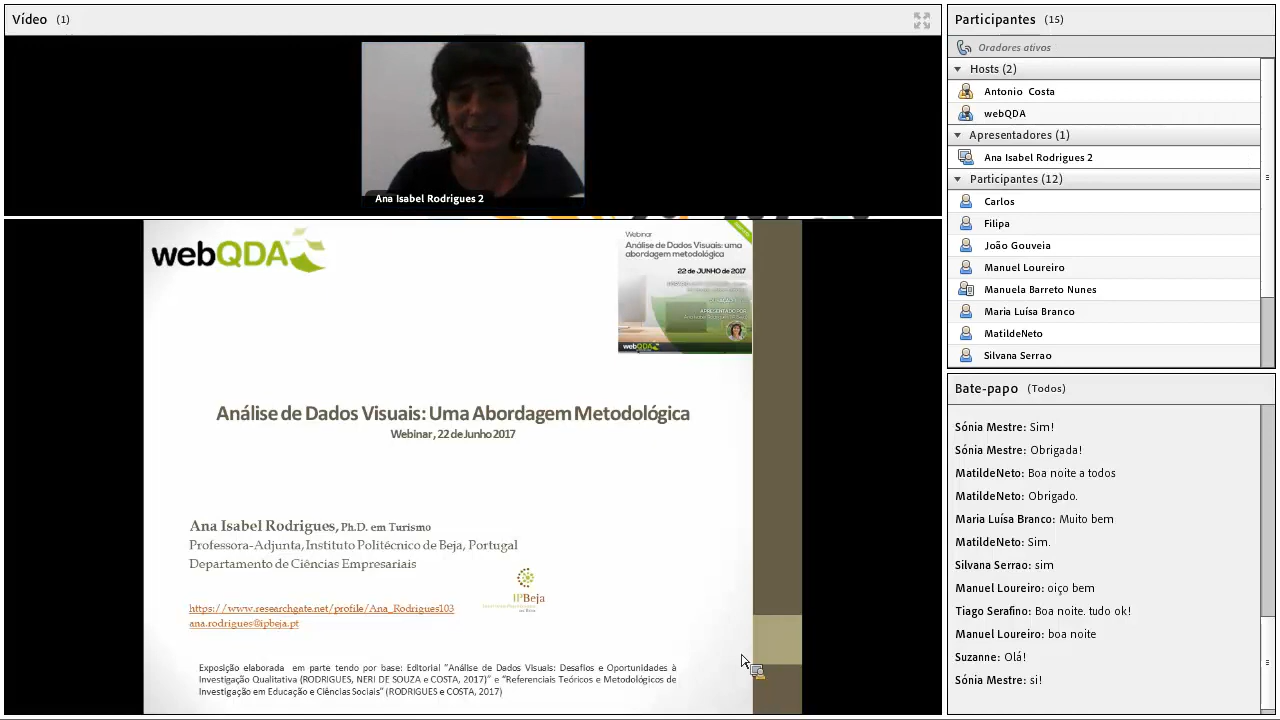 Vídeo (1)
Ana Isabel Rodrigues 2
webQDA
Webinar
Análise de Dados Visuais: uma
abordagem metodológica
22 de JUNHO de 2017
APRESENTADO POR
webQDA
Análise de Dados Visuais: Uma Abordagem Metodológica
Webinar, 22 de Junho 2017
Ana Isabel Rodrigues, Ph.D. em Turismo
Professora-Adjunta, Instituto Politécnico de Beja, Portugal
Departamento de Ciências Empresariais
IPBeja
https://www.researchgate.net/profile/Ana_Rodrigues103
ana.rodrigues@ipbeja.pt
Exposição elaborada em parte tendo por base: Editorial "Análise de Dados Visuais: Desafios e Oportunidades à
Investigação Qualitativa (RODRIGUES, NERI DE SOUZA e COSTA, 2017)" e "Referenciais Teóricos e Metodológicos de
Investigação em Educação e Ciências Sociais" (RODRIGUES e COSTA, 2017)
Participantes (15)
Oradores ativos
Hosts (2)
Antonio Costa
webQDA
Apresentadores (1)
Ana Isabel Rodrigues 2
Participantes (12)
Carlos
Filipa
João Gouveia
Manuel Loureiro
Manuela Barreto Nunes
Maria Luísa Branco
MatildeNeto
Silvana Serrao
Bate-papo (Todos)
Sónia Mestre: Sim!
Sónia Mestre: Obrigada!
MatildeNeto: Boa noite a todos
MatildeNeto: Obrigado.
Maria Luísa Branco: Muito bem
MatildeNeto: Sim.
Silvana Serrao: sim
Manuel Loureiro: oiço bem
Tiago Serafino: Boa noite. tudo ok!
Manuel Loureiro: boa noite
Suzanne: Olá!
Sónia Mestre: si!